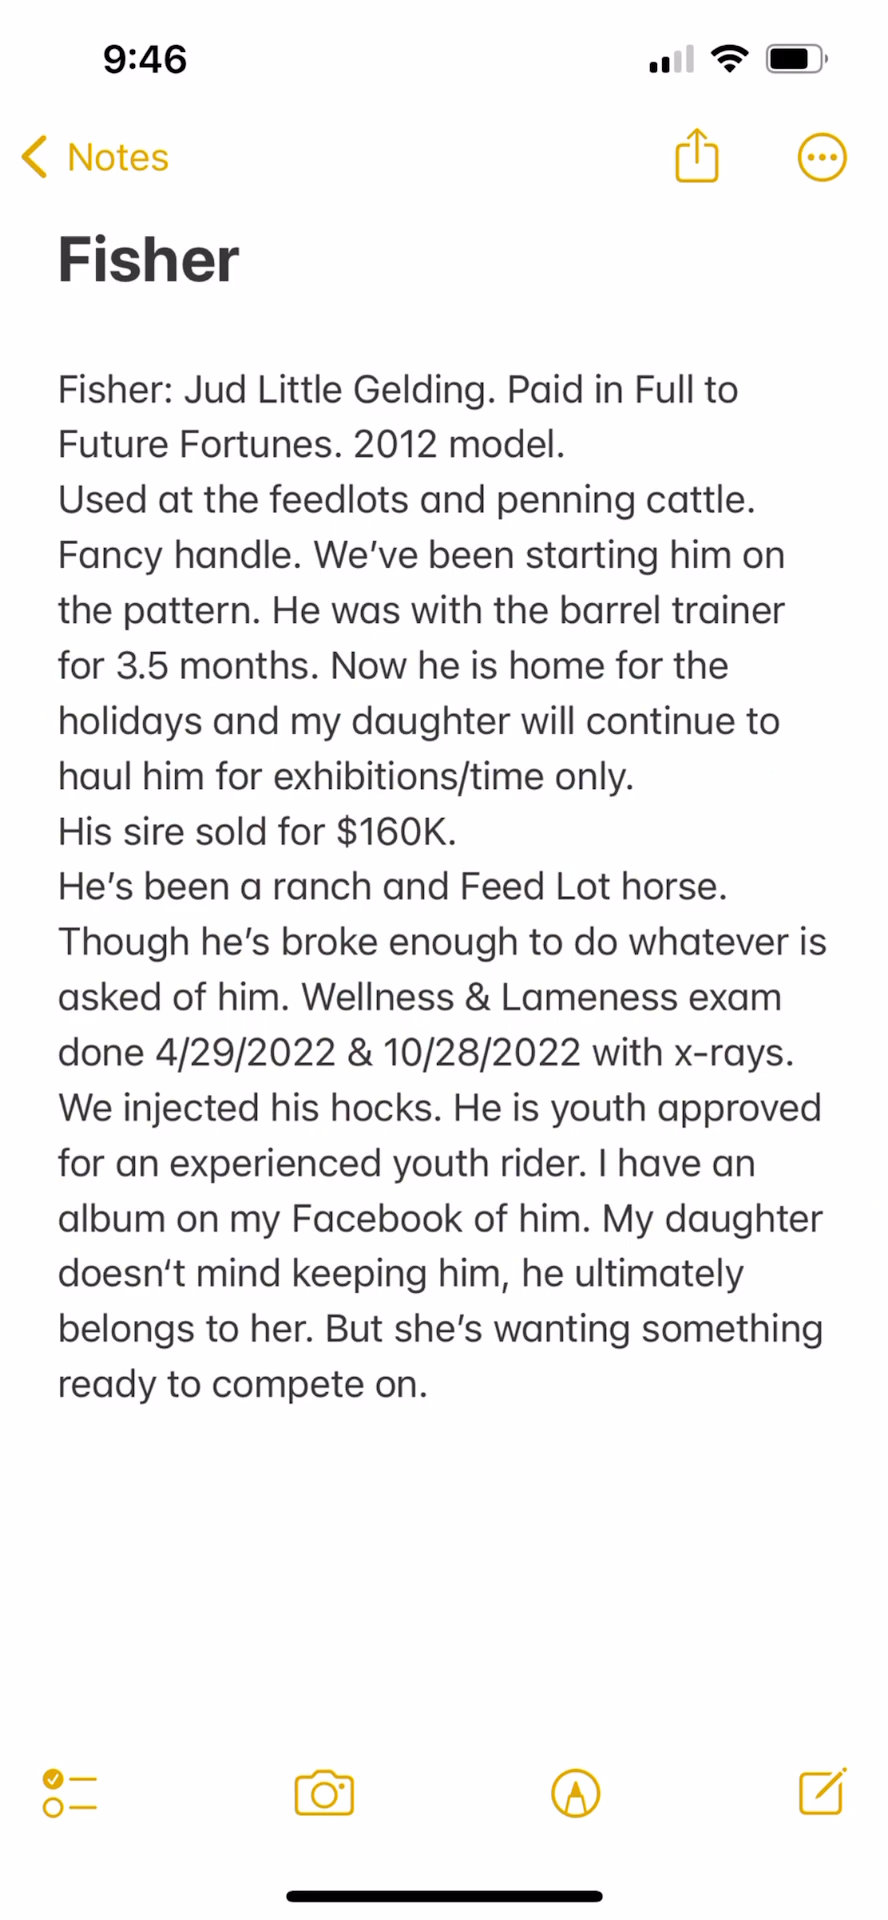 9:46
Notes
Fisher
Fisher: Jud Little Gelding. Paid in Full to
Future Fortunes. 2012 model.
Used at the feedlots and penning cattle.
Fancy handle. We’ve been starting him on
the pattern. He was with the barrel trainer
for 3.5 months. Now he is home for the
holidays and my daughter will continue to
haul him for exhibitions/time only.
His sire sold for $160K.
He’s been a ranch and Feed Lot horse.
Though he’s broke enough to do whatever is
asked of him. Wellness & Lameness exam
done 4/29/2022 & 10/28/2022 with x-rays.
We injected his hocks. He is youth approved
for an experienced youth rider. I have an
album on my Facebook of him. My daughter
doesn‘t mind keeping him, he ultimately
belongs to her. But she’s wanting something
ready to compete on.